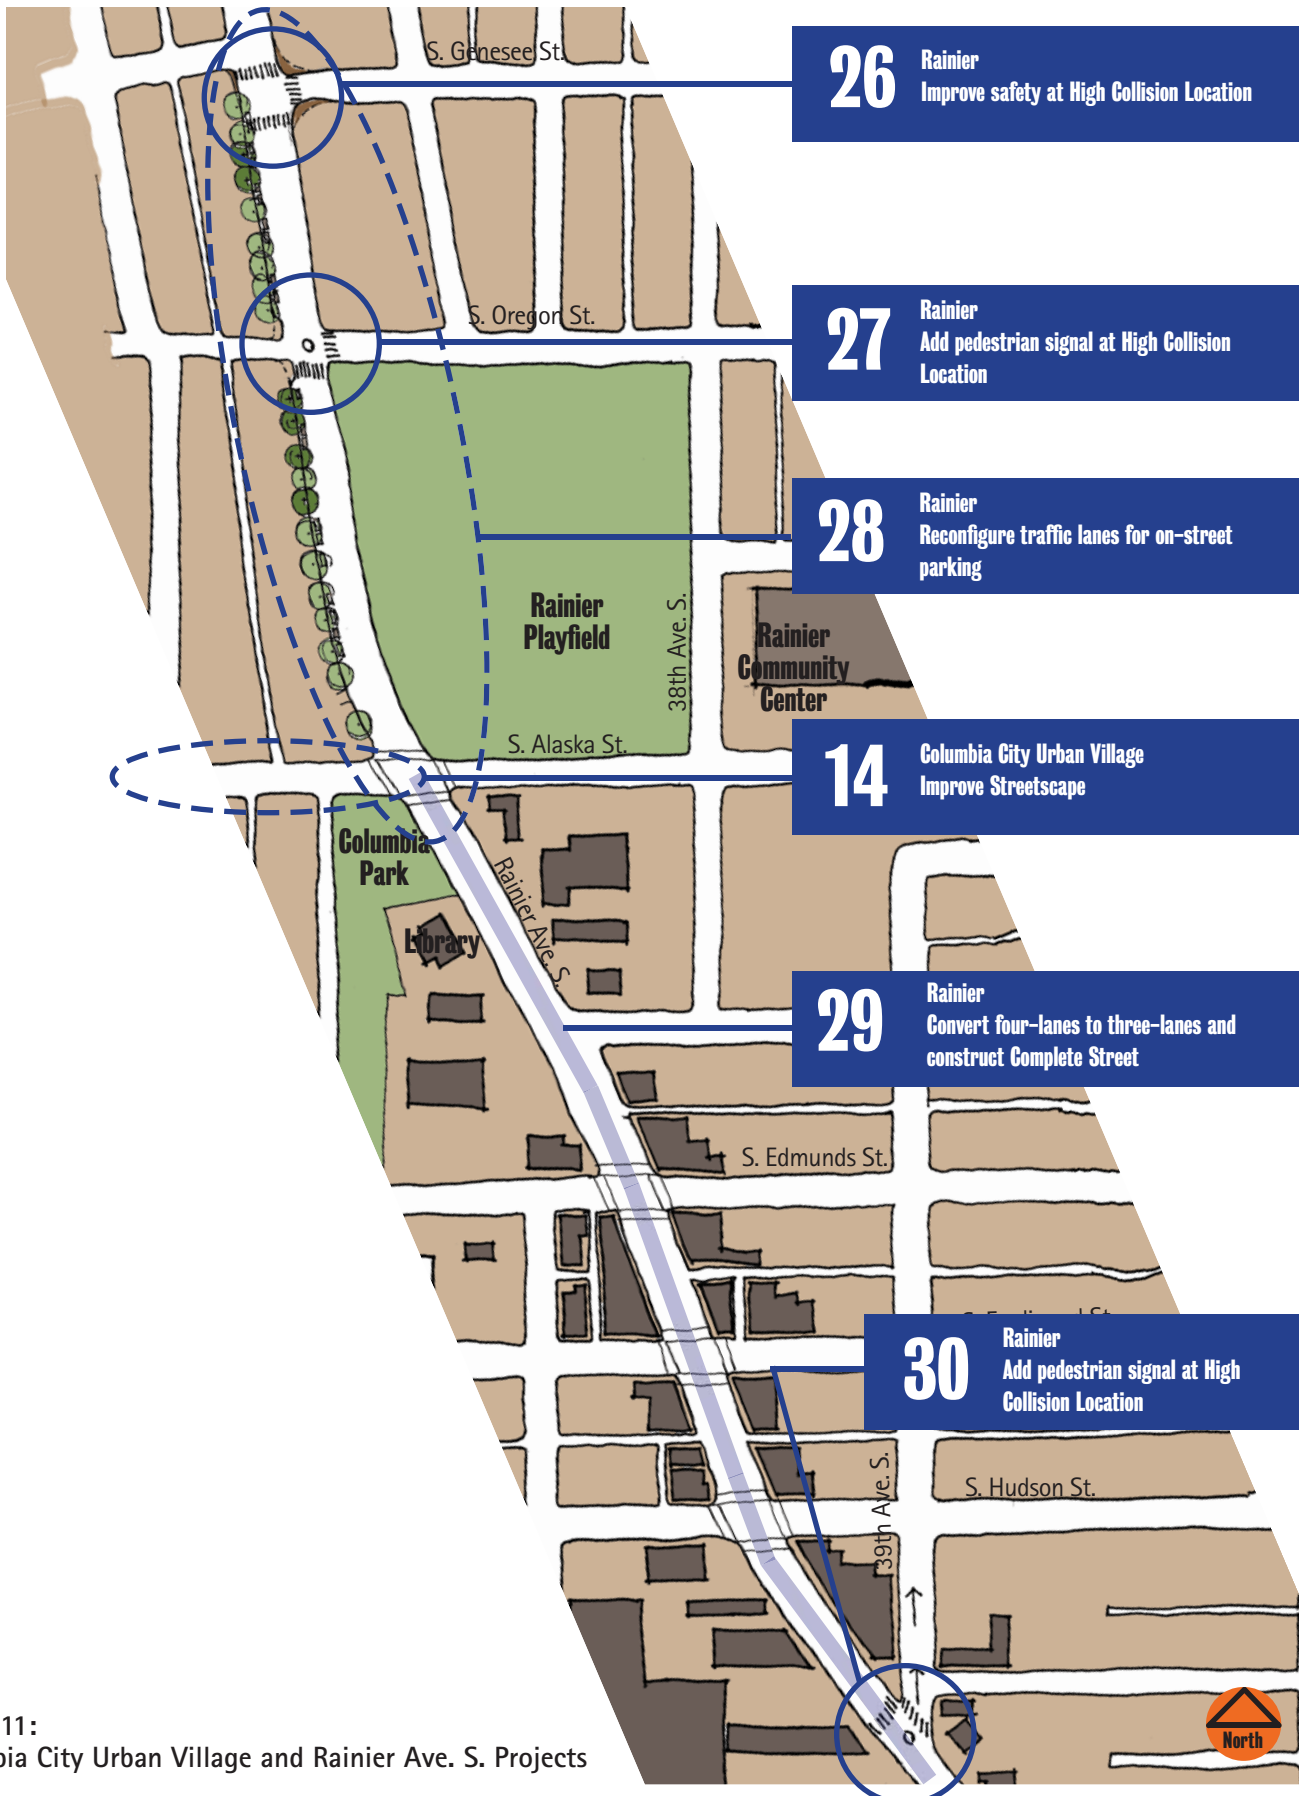 S. Genesee St.
26
Rainier
Improve safety at High Collision Location
S. Oregon St.
27
Rainier
Add pedestrian signal at High Collision
Location
28
Rainier
Reconfigure traffic lanes for on-street
parking
Rainier
Playfield
38th Ave. S.
Rainier
Community
Center
S. Alaska St.
14
Columbia City Urban Village
Improve Streetscape
Columbia
Park
Rainier Ave. S.
Library
29
Rainier
Convert four-lanes to three-lanes and
construct Complete Street
S. Edmunds St.
30
Rainier
Add pedestrian signal at High
Collision Location
39th Ave. S.
S. Hudson St.
North
11:
bia City Urban Village and Rainier Ave. S. Projects